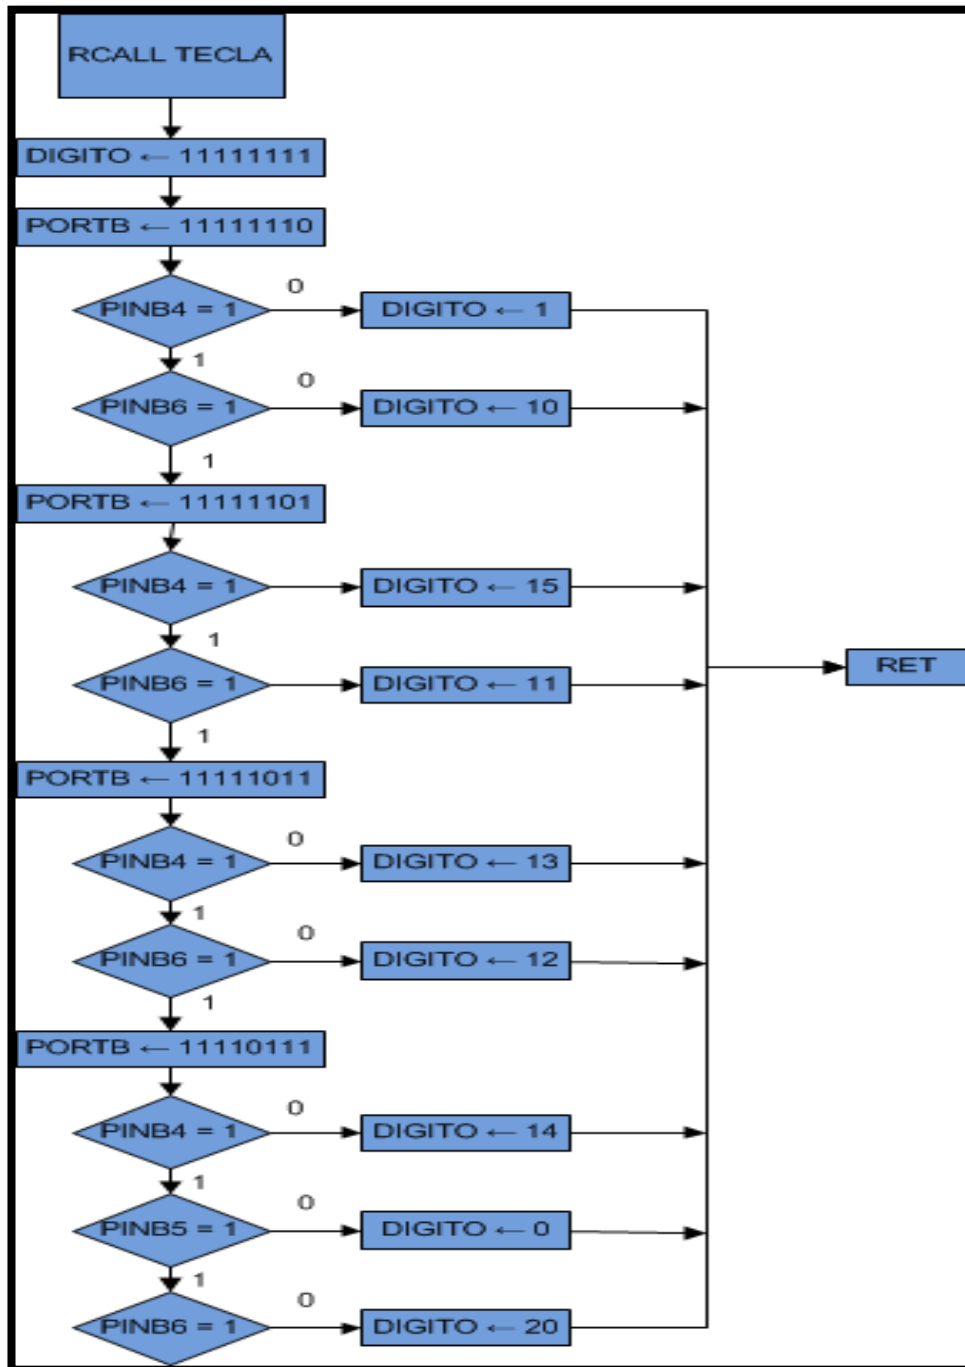 RCALL TECLA
DIGITO ← 11111111
PORTB ← 11111110
PINB4 = 1
0
DIGITO ← 1
1
PINB6 = 1
0
DIGITO ← 10
1
PORTB ← 11111101
PINB4 = 1
DIGITO ← 15
1
PINB6 = 1
DIGITO ← 11
RET
1
PORTB ← 11111011
PINB4 = 1
0
DIGITO ← 13
1
PINB6 = 1
0
DIGITO ← 12
1
PORTB ← 11110111
PINB4 = 1
0
DIGITO ← 14
1
PINB5 = 1
0
DIGITO ← 0
1
PINB6 = 1
0
DIGITO ← 20